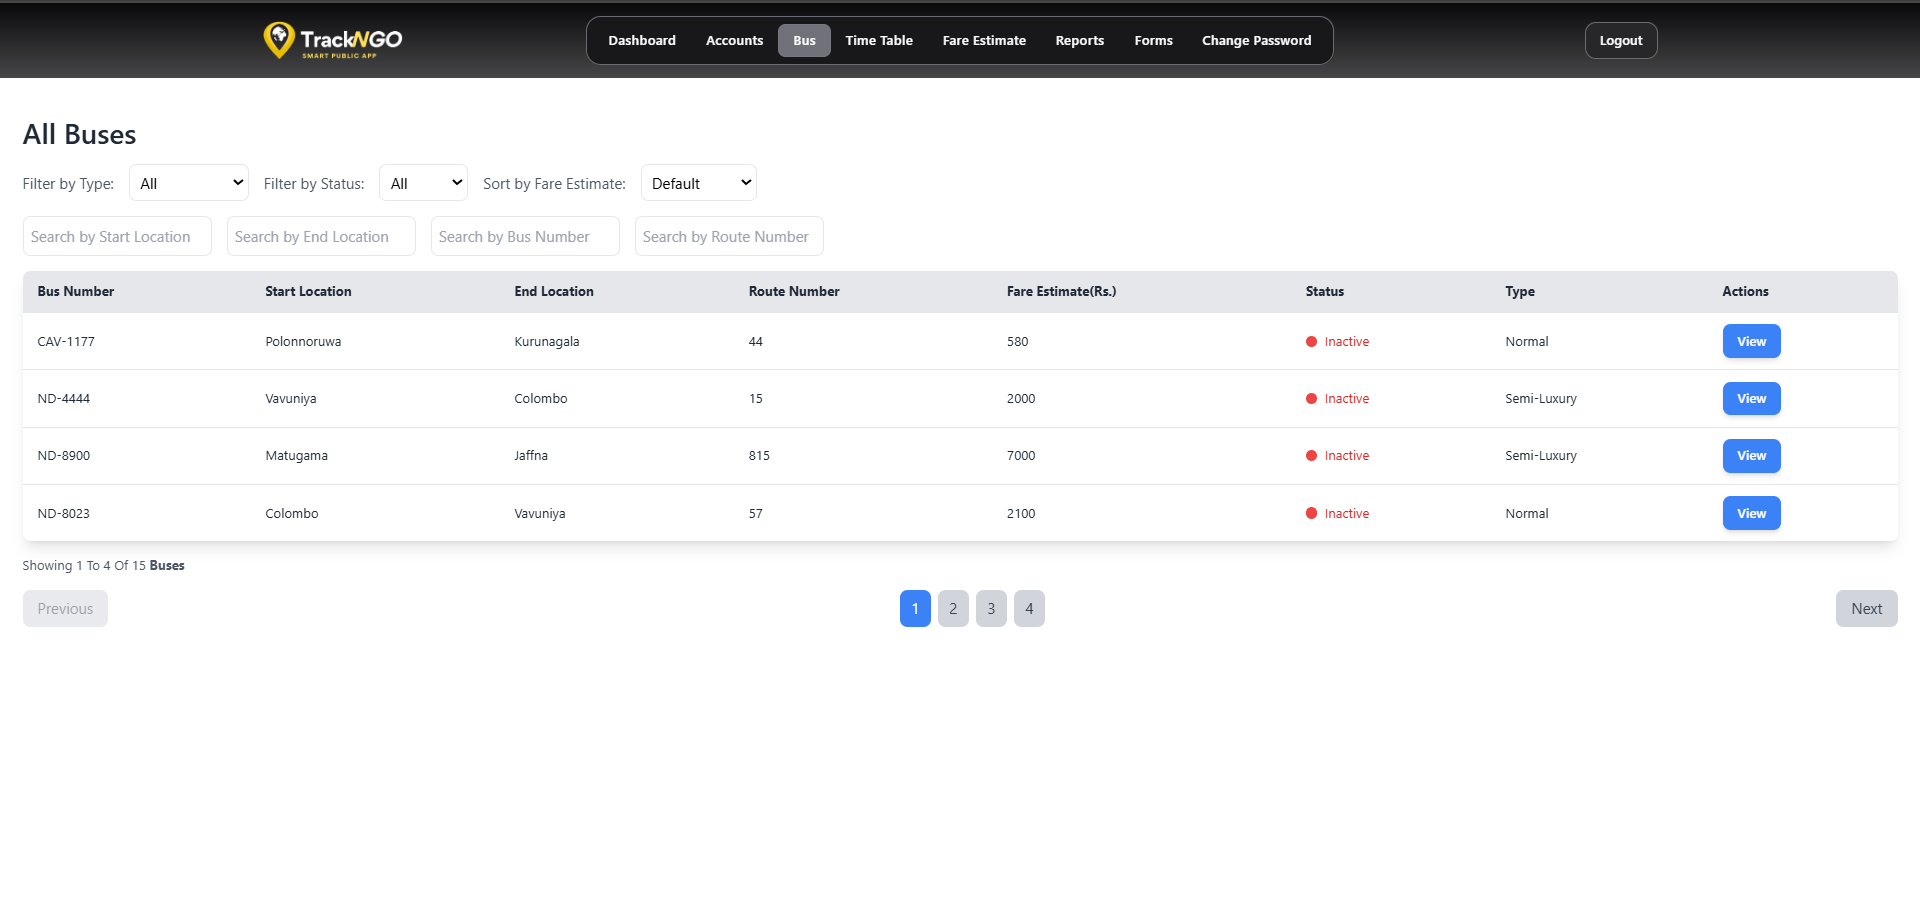 TrackNGO
SMART PUBLIC APP
Dashboard Accounts Bus Time Table Fare Estimate Reports Forms Change Password
Logout
All Buses
Filter by Type: All Filter by Status: All Sort by Fare Estimate: Default
Search by Start Location Search by End Location Search by Bus Number Search by Route Number
Bus Number Start Location End Location Route Number Fare Estimate(Rs.) Status Type Actions
CAV-1177 Polonnoruwa Kurunagala 44 580 Inactive Normal View
ND-4444 Vavuniya Colombo 15 2000 Inactive Semi-Luxury View
ND-8900 Matugama Jaffna 815 7000 Inactive Semi-Luxury View
ND-8023 Colombo Vavuniya 57 2100 Inactive Normal View
Showing 1 To 4 Of 15 Buses
Previous 1 2 3 4 Next